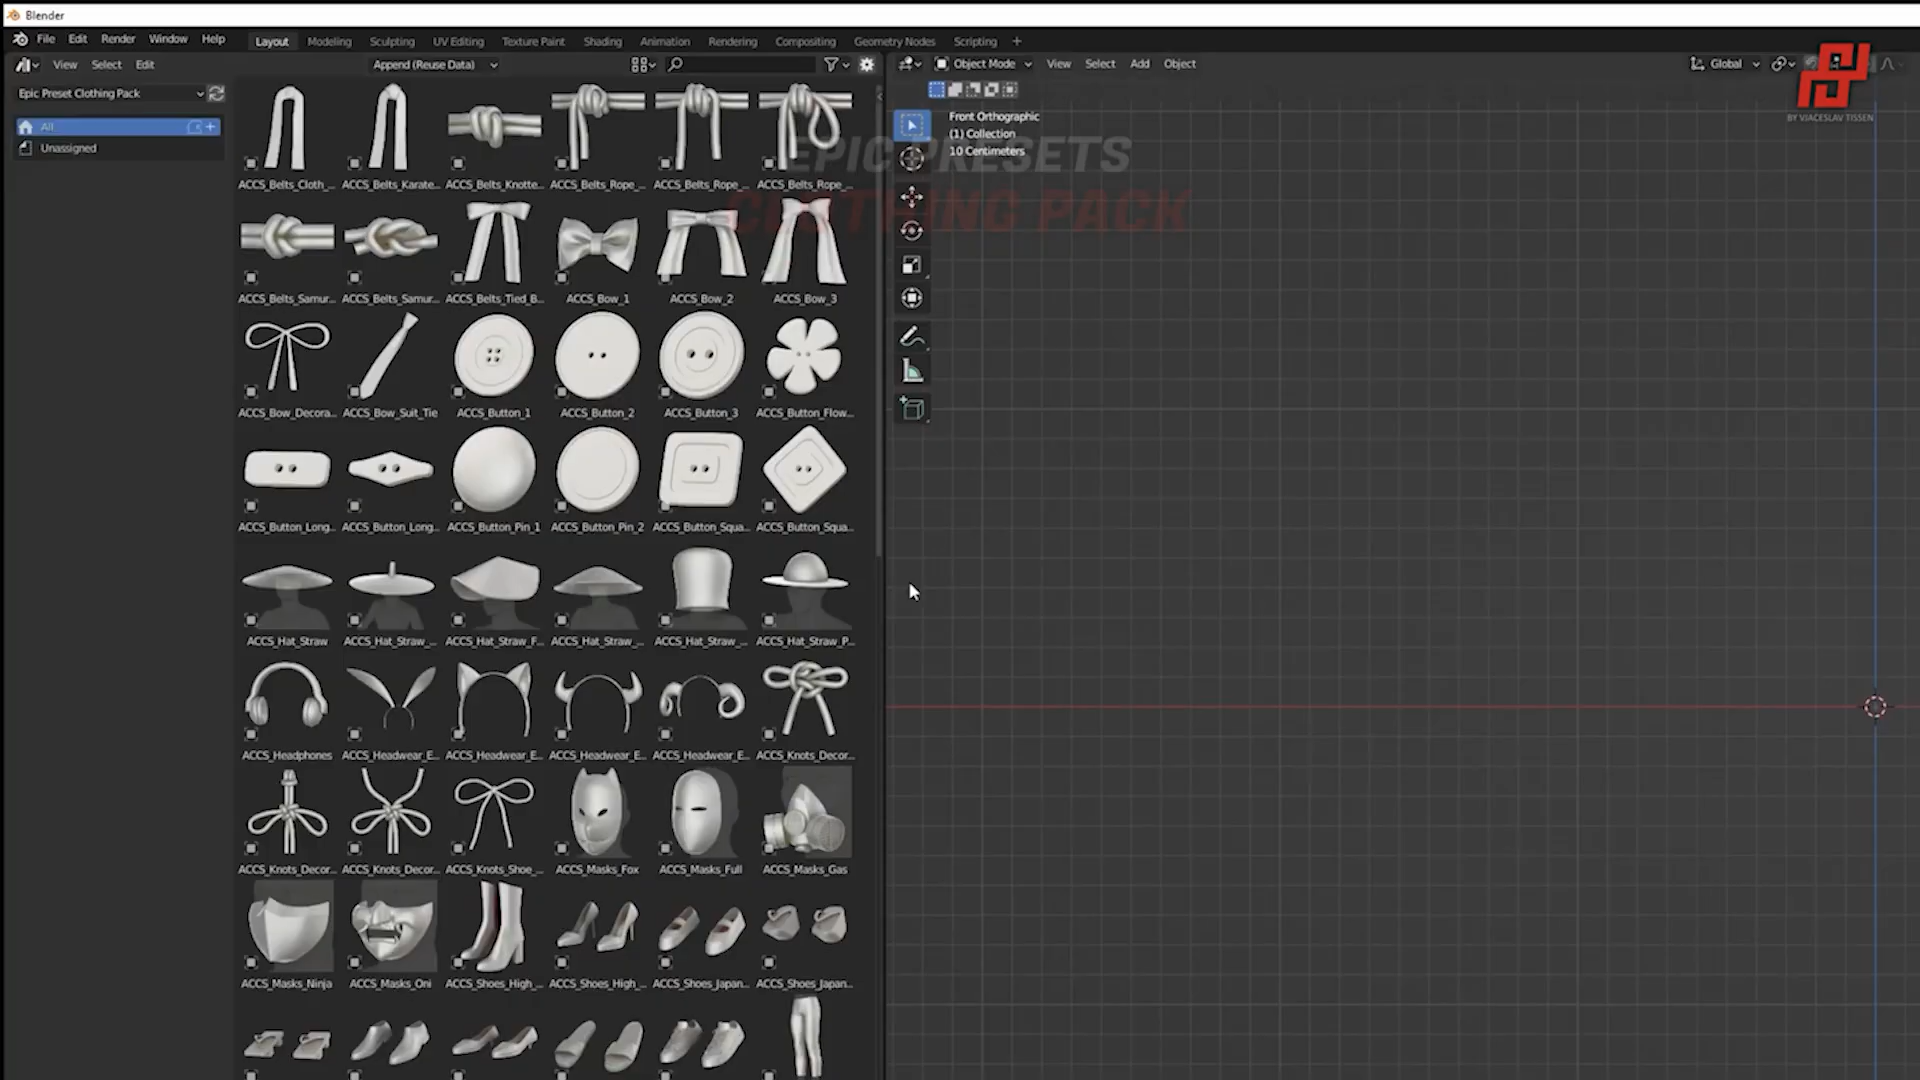 Blender
File Edit Render Window Help Layout Modeling Sculpting UV Editing Texture Paint Shading Animation Rendering Compositing Geometry Nodes Scripting +
View Select Edit Append (Reuse Data)
Object Mode View Select Add Object Global
BY VJACESLAV TISSEN
Epic Preset Clothing Pack
All
Unassigned
Front Orthographic
(1) Collection
10 Centimeters
EPIC PRESETS
CLOTHING PACK
ACCS_Belts_Cloth_... ACCS_Belts_Karate... ACCS_Belts_Knotte... ACCS_Belts_Rope_... ACCS_Belts_Rope_... ACCS_Belts_Rope_...
ACCS_Belts_Samur... ACCS_Belts_Samur... ACCS_Belts_Tied_B... ACCS_Bow_1 ACCS_Bow_2 ACCS_Bow_3
ACCS_Bow_Decora... ACCS_Bow_Suit_Tie ACCS_Button_1 ACCS_Button_2 ACCS_Button_3 ACCS_Button_Flow...
ACCS_Button_Long... ACCS_Button_Long... ACCS_Button_Pin_1 ACCS_Button_Pin_2 ACCS_Button_Squa... ACCS_Button_Squa...
ACCS_Hat_Straw ACCS_Hat_Straw_... ACCS_Hat_Straw_F... ACCS_Hat_Straw_... ACCS_Hat_Straw_... ACCS_Hat_Straw_P...
ACCS_Headphones ACCS_Headwear_E... ACCS_Headwear_E... ACCS_Headwear_E... ACCS_Headwear_E... ACCS_Knots_Decor...
ACCS_Knots_Decor... ACCS_Knots_Decor... ACCS_Knots_Shoe_... ACCS_Masks_Fox ACCS_Masks_Full ACCS_Masks_Gas
ACCS_Masks_Ninja ACCS_Masks_Oni ACCS_Shoes_High_... ACCS_Shoes_High_... ACCS_Shoes_Japan... ACCS_Shoes_Japan...